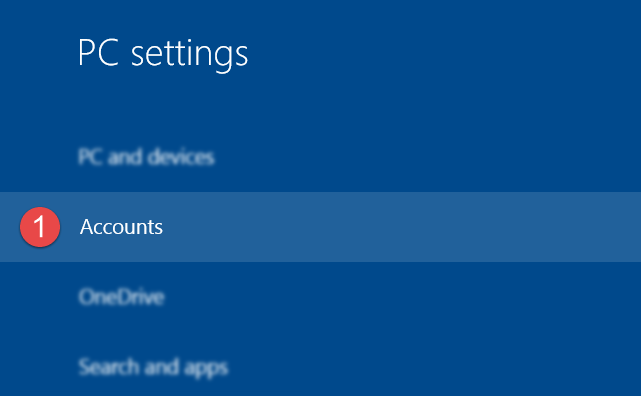 PC settings
PC and devices
1 Accounts
OneDrive
Search and apps